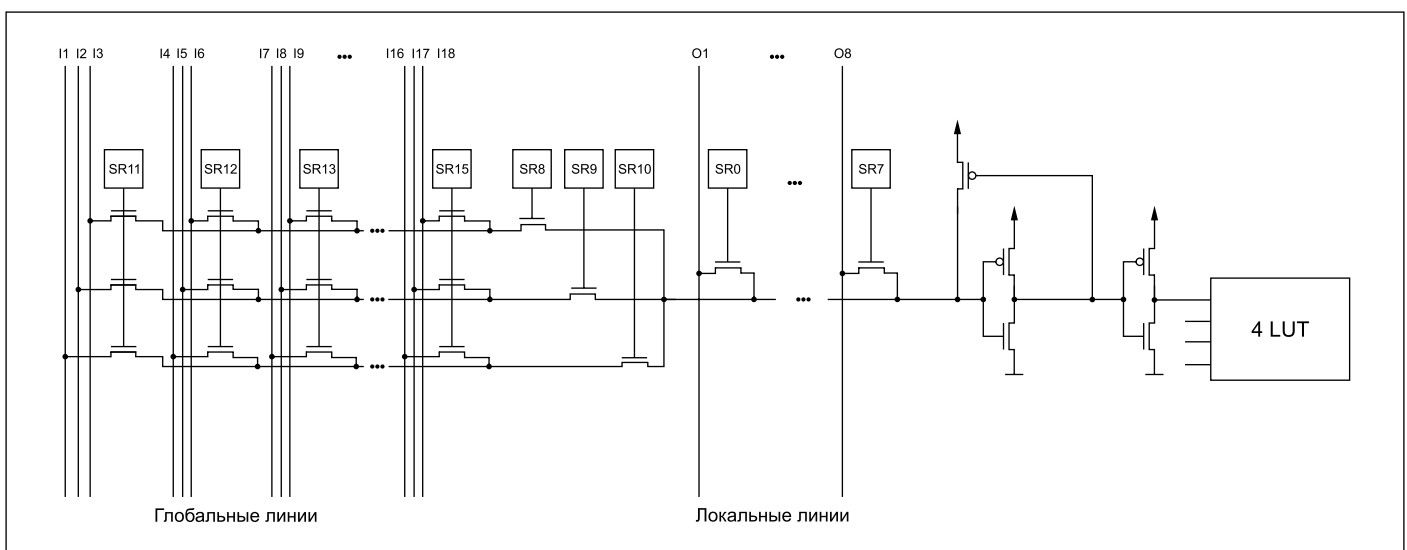 I1 I2 I3 I4 I5 I6 I7 I8 I9 ••• I16 I17 I18 O1 ••• O8
SR11 SR12 SR13 SR15 SR8 SR9 SR10 SR0 ••• SR7
•••
•••
•••
•••
4 LUT
Глобальные линии Локальные линии